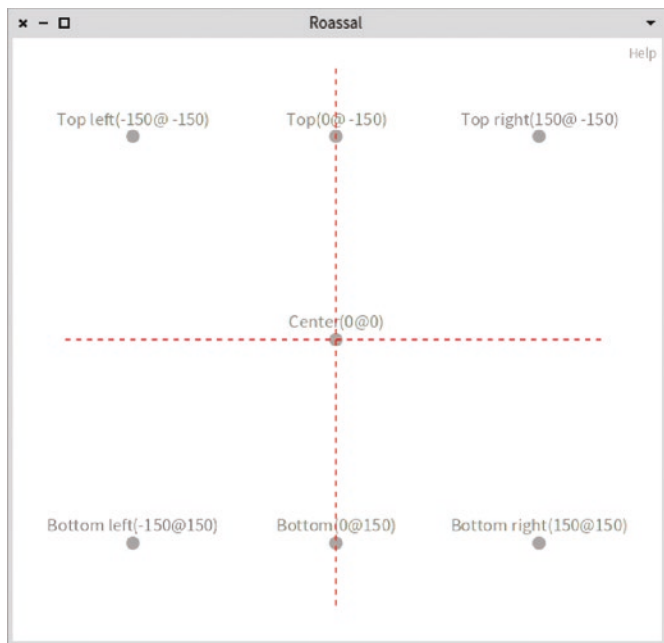 Roassal
Help
Top left(-150@ -150)
Top(0@ -150)
Top right(150@ -150)
Center(0@0)
Bottom left(-150@150)
Bottom(0@150)
Bottom right(150@150)